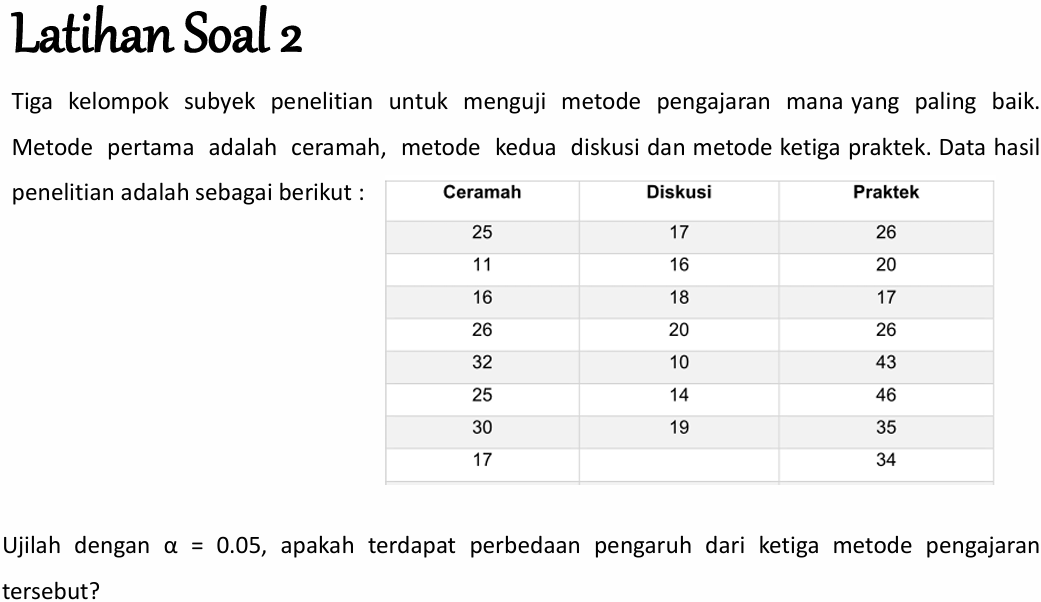 Latihan Soal 2
Tiga kelompok subyek penelitian untuk menguji metode pengajaran mana yang paling baik.
Metode pertama adalah ceramah, metode kedua diskusi dan metode ketiga praktek. Data hasil
penelitian adalah sebagai berikut :
Ceramah Diskusi Praktek
25 17 26
11 16 20
16 18 17
26 20 26
32 10 43
25 14 46
30 19 35
17 34
Ujilah dengan α = 0.05, apakah terdapat perbedaan pengaruh dari ketiga metode pengajaran
tersebut?